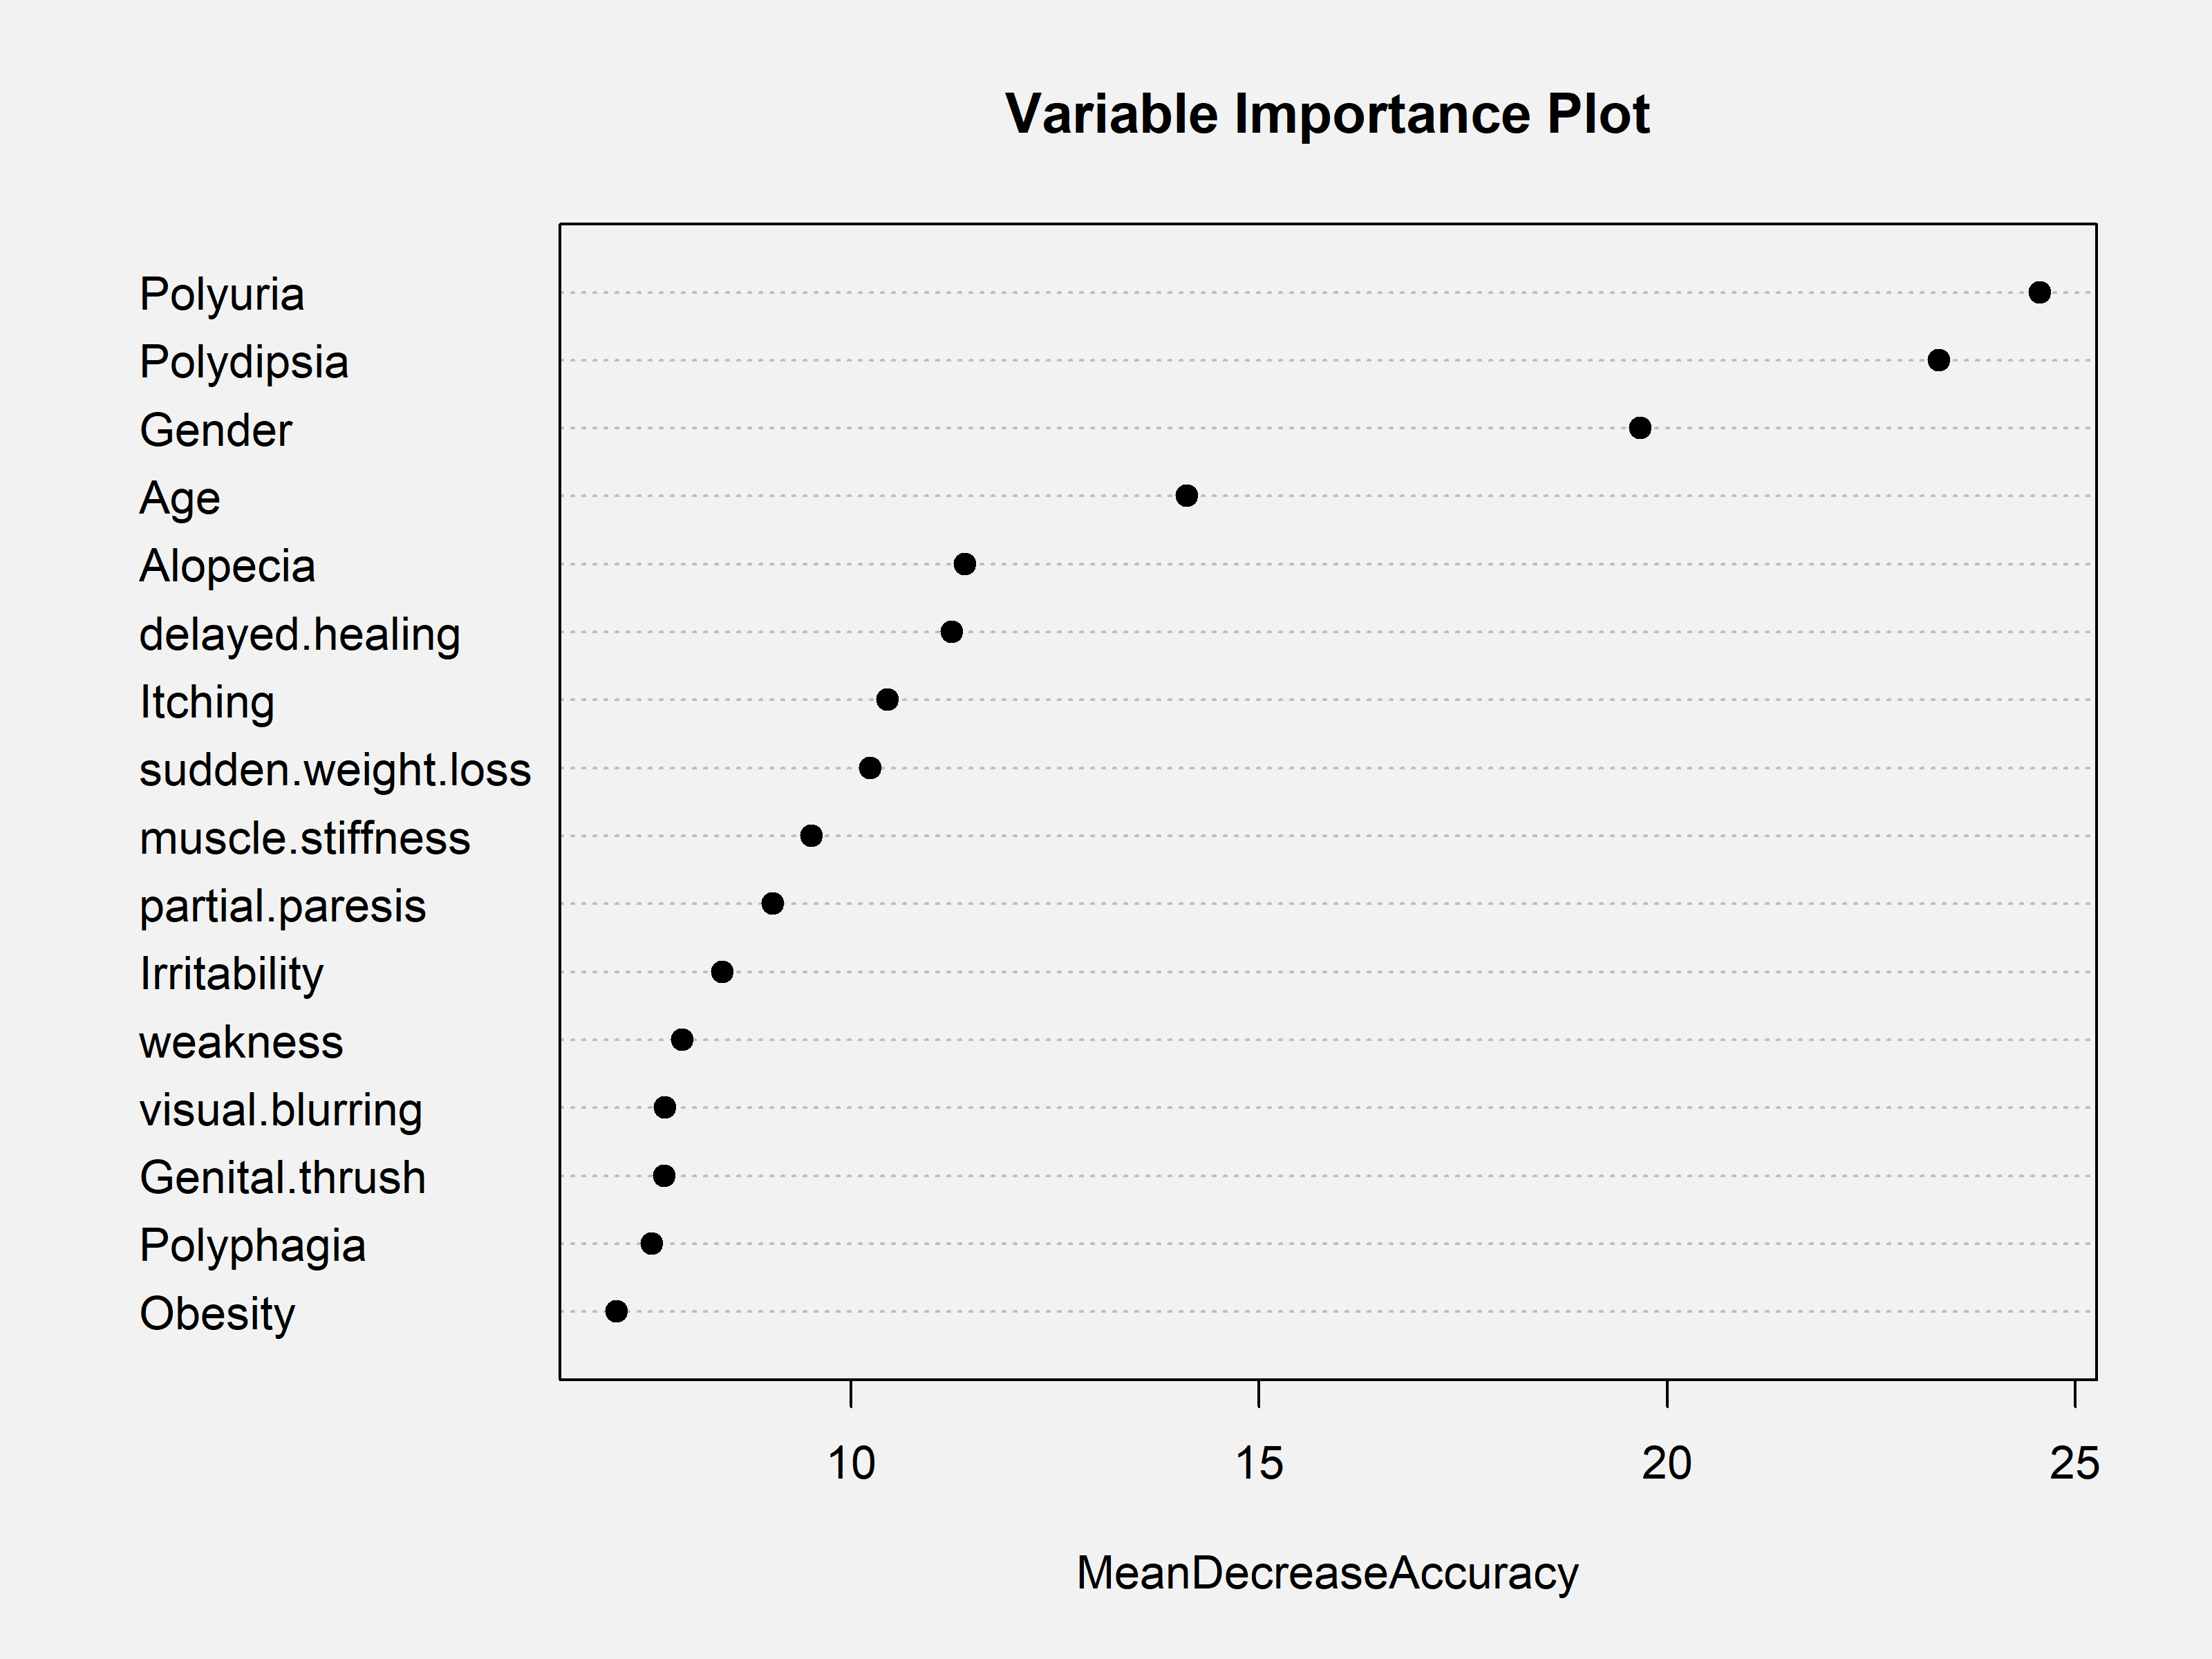 Variable Importance Plot
Polyuria
Polydipsia
Gender
Age
Alopecia
delayed.healing
Itching
sudden.weight.loss
muscle.stiffness
partial.paresis
Irritability
weakness
visual.blurring
Genital.thrush
Polyphagia
Obesity
10 15 20 25
MeanDecreaseAccuracy